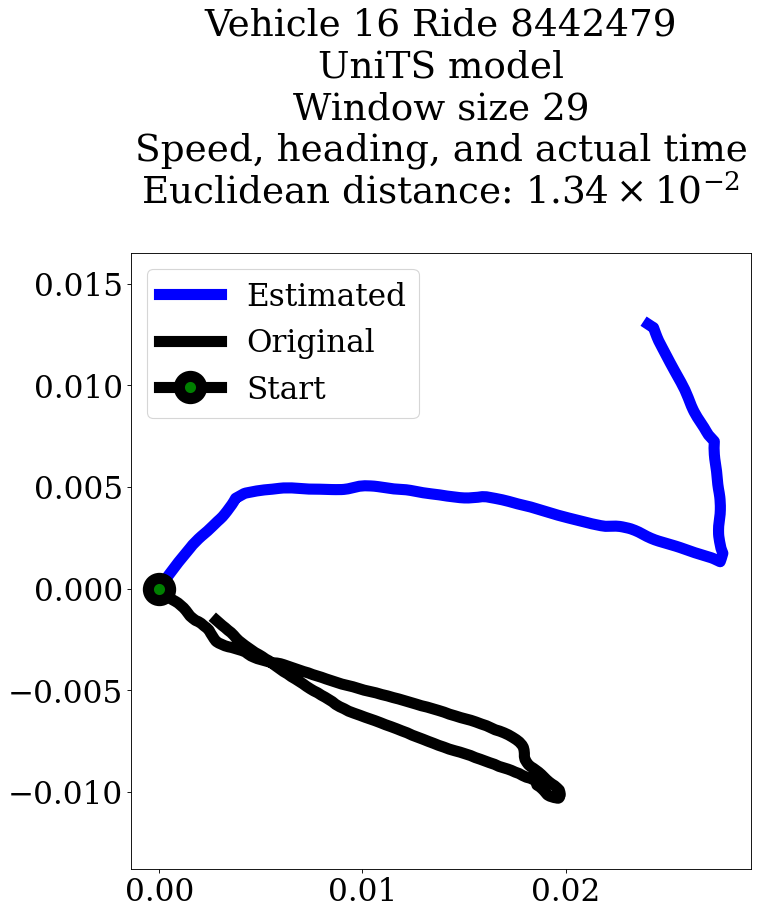 Vehicle 16 Ride 8442479
UniTS model
Window size 29
Speed, heading, and actual time
Euclidean distance: 1.34 × 10⁻²
0.015
0.010
0.005
0.000
−0.005
−0.010
Estimated
Original
Start
0.00 0.01 0.02